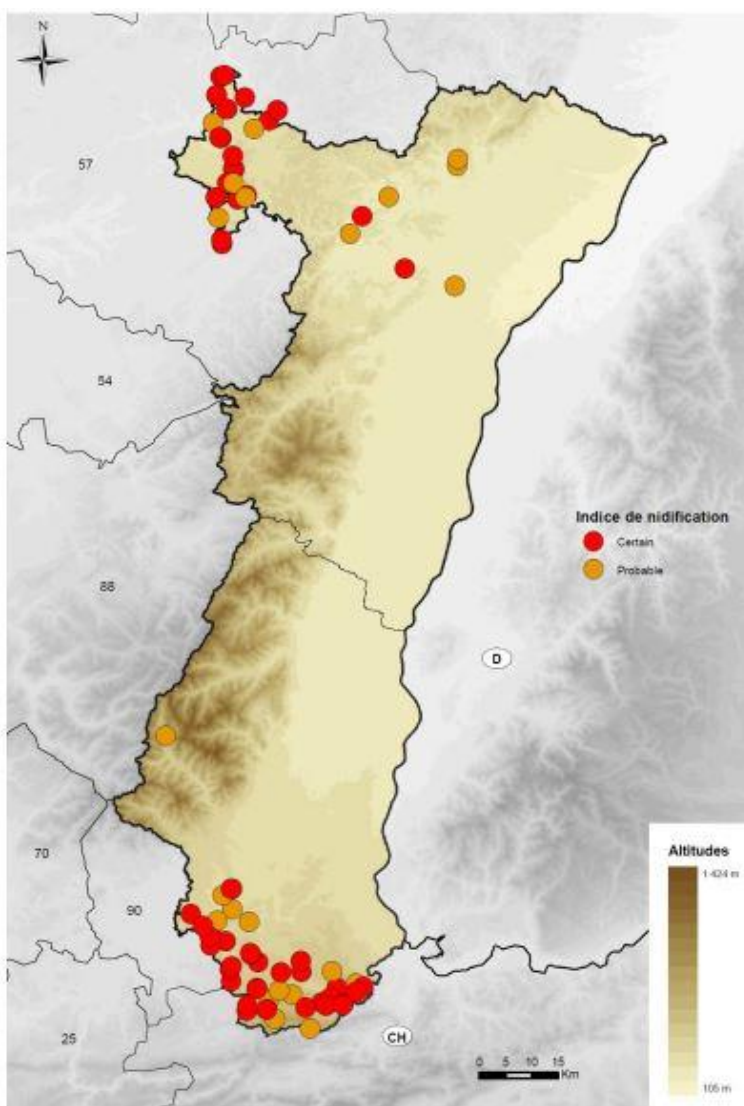 N
57
54
88
Indice de nidification
Certain
Probable
D
70
90
25
CH
Altitudes
1 424 m
105 m
0 5 10 15
Km